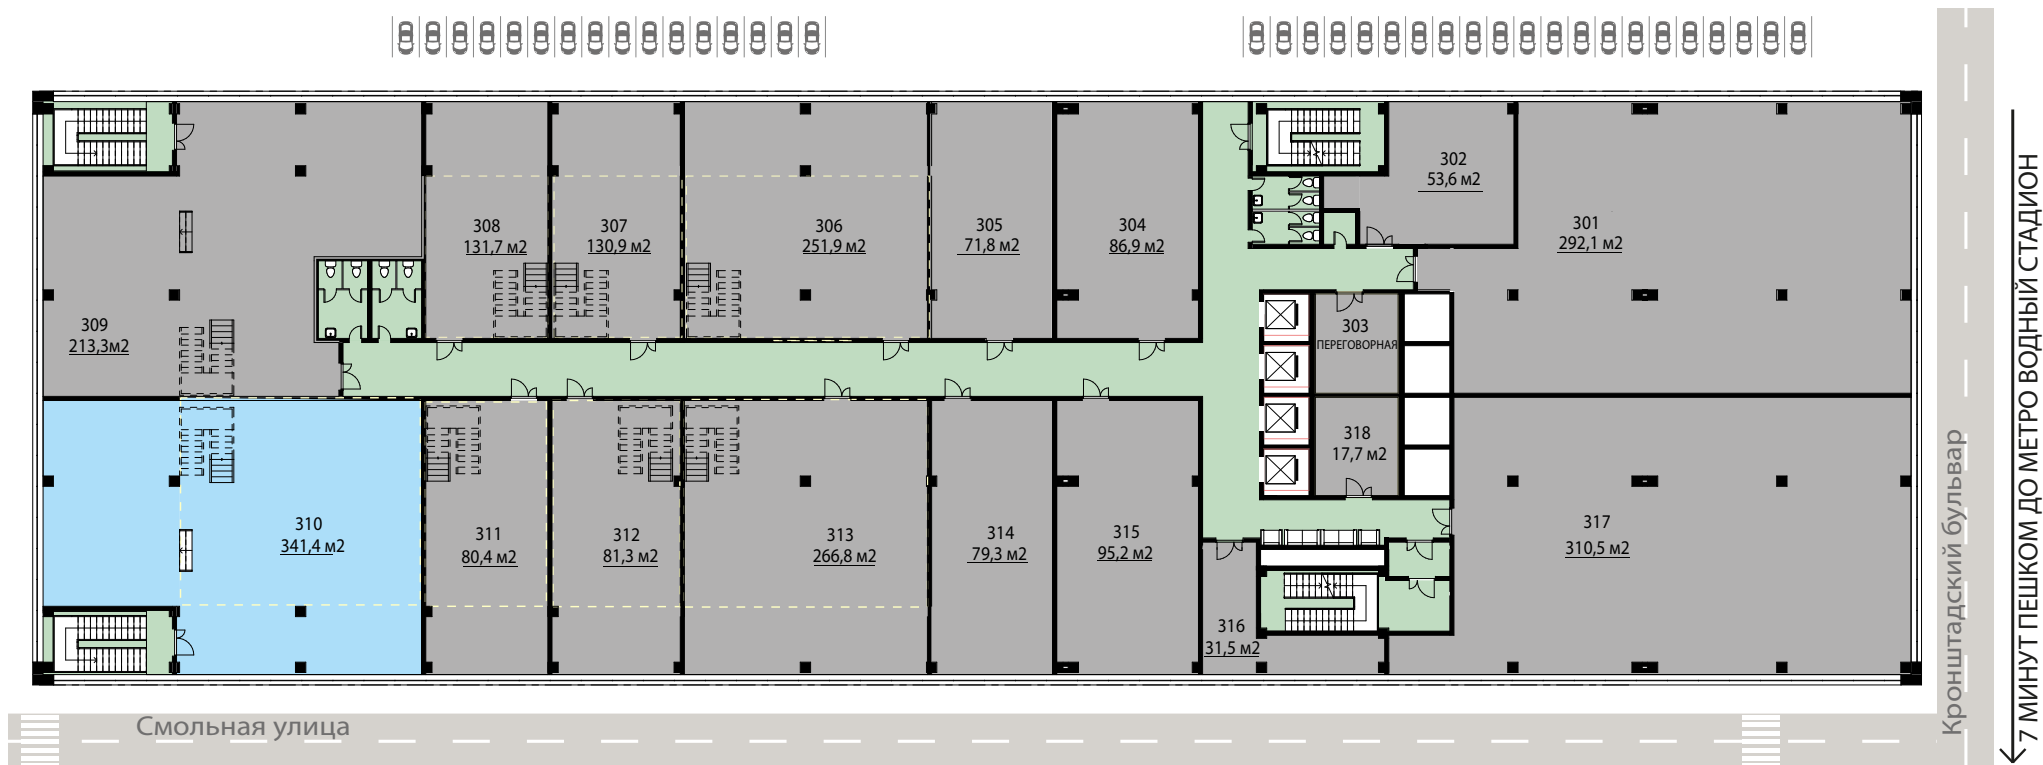 302
53,6 м2
301
292,1 м2
308
131,7 м2
307
130,9 м2
306
251,9 м2
305
71,8 м2
304
86,9 м2
309
213,3м2
303
ПЕРЕГОВОРНАЯ
318
17,7 м2
310
341,4 м2
311
80,4 м2
312
81,3 м2
313
266,8 м2
314
79,3 м2
315
95,2 м2
316
31,5 м2
317
310,5 м2
Смольная улица
Кронштадский бульвар
7 МИНУТ ПЕШКОМ ДО МЕТРО ВОДНЫЙ СТАДИОН